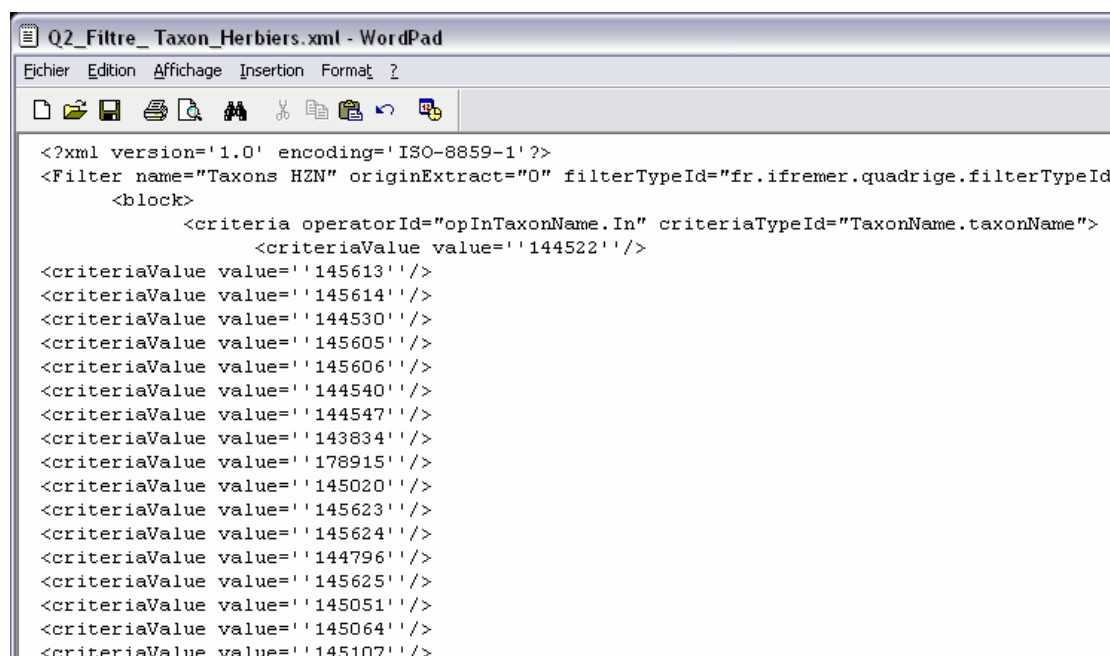 Q2_Filtre_ Taxon_Herbiers.xml - WordPad
Fichier Edition Affichage Insertion Format ?
<?xml version='1.0' encoding='ISO-8859-1'?>
<Filter name="Taxons HZN" originExtract="0" filterTypeId="fr.ifremer.quadrige.filterTypeId
<block>
<criteria operatorId="opInTaxonName.In" criteriaTypeId="TaxonName.taxonName">
<criteriaValue value=''144522''/>
<criteriaValue value=''145613''/>
<criteriaValue value=''145614''/>
<criteriaValue value=''144530''/>
<criteriaValue value=''145605''/>
<criteriaValue value=''145606''/>
<criteriaValue value=''144540''/>
<criteriaValue value=''144547''/>
<criteriaValue value=''143834''/>
<criteriaValue value=''178915''/>
<criteriaValue value=''145020''/>
<criteriaValue value=''145623''/>
<criteriaValue value=''145624''/>
<criteriaValue value=''144796''/>
<criteriaValue value=''145625''/>
<criteriaValue value=''145051''/>
<criteriaValue value=''145064''/>
<criteriaValue value=''145107''/>